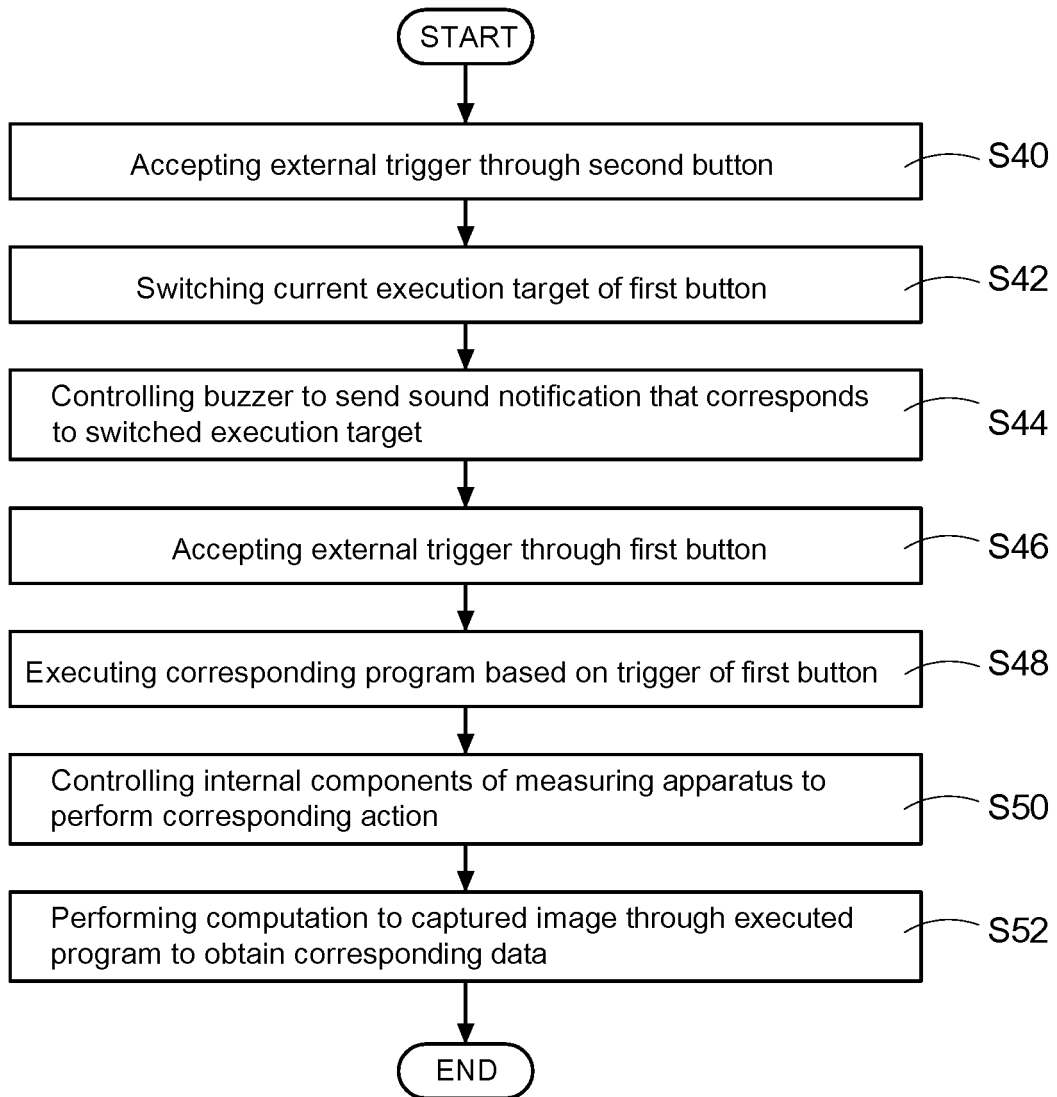 START
Accepting external trigger through second button
S40
Switching current execution target of first button
S42
Controlling buzzer to send sound notification that corresponds
to switched execution target
S44
Accepting external trigger through first button
S46
Executing corresponding program based on trigger of first button
S48
Controlling internal components of measuring apparatus to
perform corresponding action
S50
Performing computation to captured image through executed
program to obtain corresponding data
S52
END